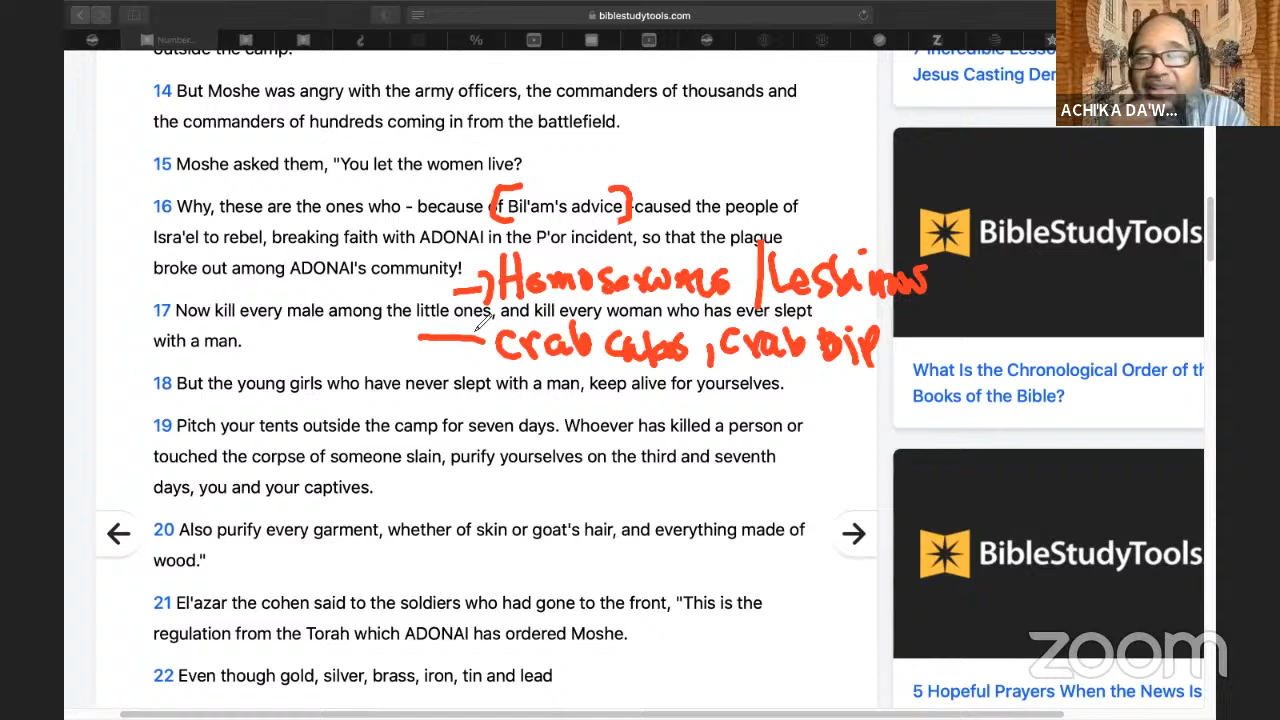 biblestudytools.com
Number...
outside the camp.
14 But Moshe was angry with the army officers, the commanders of thousands and
the commanders of hundreds coming in from the battlefield.
15 Moshe asked them, "You let the women live?
16 Why, these are the ones who - because of [Bil'am's advice] -caused the people of
Isra'el to rebel, breaking faith with ADONAI in the P'or incident, so that the plague
broke out among ADONAI's community!
17 Now kill every male among the little ones, and kill every woman who has ever slept
with a man.
— crab cabs, crab Dip
18 But the young girls who have never slept with a man, keep alive for yourselves.
19 Pitch your tents outside the camp for seven days. Whoever has killed a person or
touched the corpse of someone slain, purify yourselves on the third and seventh
days, you and your captives.
20 Also purify every garment, whether of skin or goat's hair, and everything made of
wood."
21 El'azar the cohen said to the soldiers who had gone to the front, "This is the
regulation from the Torah which ADONAI has ordered Moshe.
22 Even though gold, silver, brass, iron, tin and lead
Jesus Casting De
BibleStudyTools
What Is the Chronological Order of th
Books of the Bible?
BibleStudyTools
5 Hopeful Prayers When the News Is
ACHI'KA DA'W...
zoom